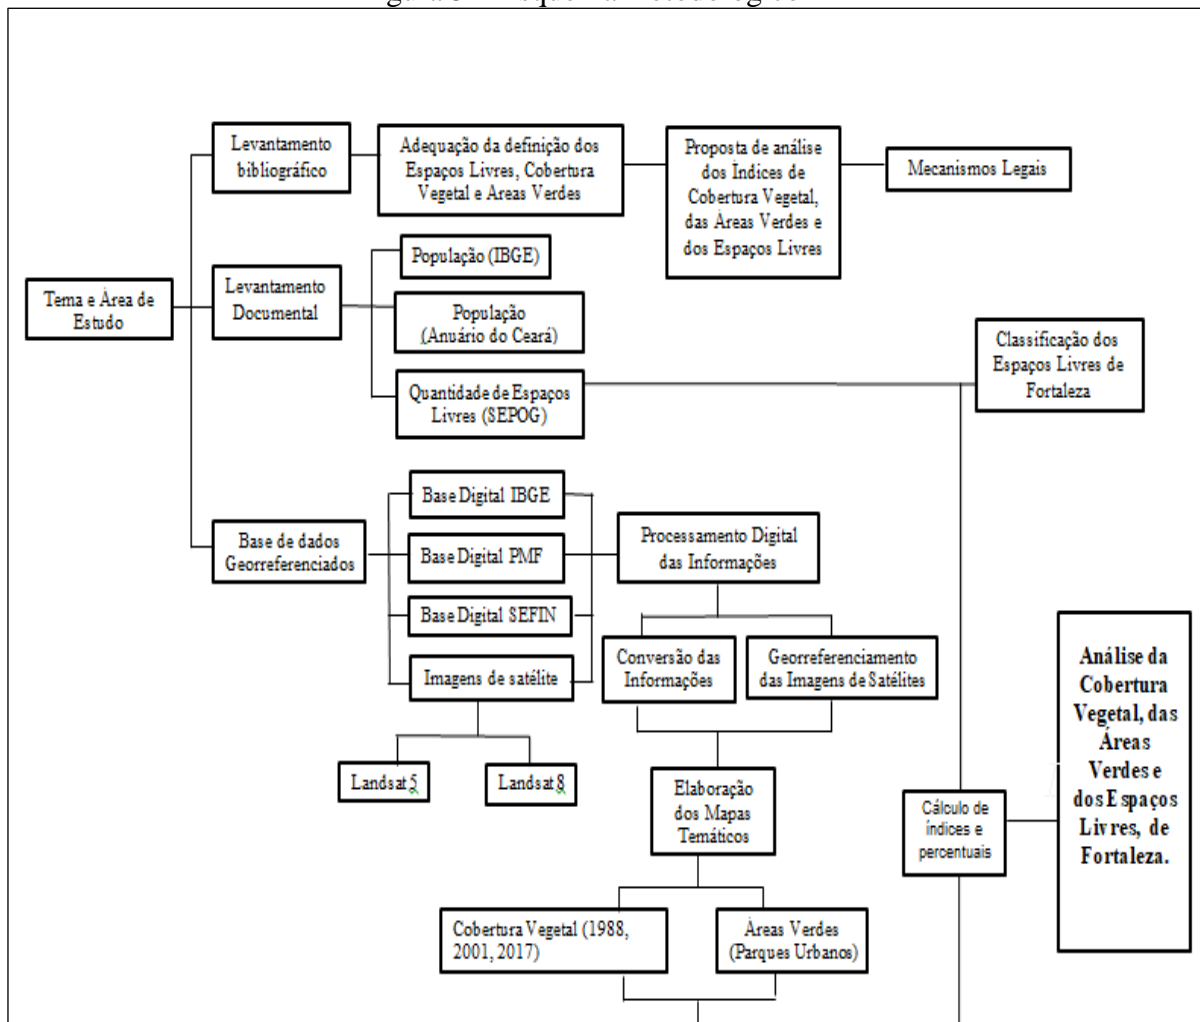 Levantamento
bibliográfico
Adequação da definição dos
Espaços Livres, Cobertura
Vegetal e Areas Verdes
Proposta de análise
dos Índices de
Cobertura Vegetal,
das Áreas Verdes e
dos Espaços Livres
Mecanismos Legais
Tema e Área de
Estudo
Levantamento
Documental
População (IBGE)
População
(Anuário do Ceará)
Quantidade de Espaços
Livres (SEPOG)
Classificação dos
Espaços Livres de
Fortaleza
Base de dados
Georreferenciados
Base Digital IBGE
Base Digital PMF
Base Digital SEFIN
Imagens de satélite
Landsat 5
Landsat 8
Processamento Digital
das Informações
Conversão das
Informações
Georreferenciamento
das Imagens de Satélites
Elaboração
dos Mapas
Temáticos
Cobertura Vegetal (1988,
2001, 2017)
Áreas Verdes
(Parques Urbanos)
Cálculo de
índices e
percentuais
Análise da
Cobertura
Vegetal, das
Áreas
Verdes e
dos Espaços
Livres, de
Fortaleza.